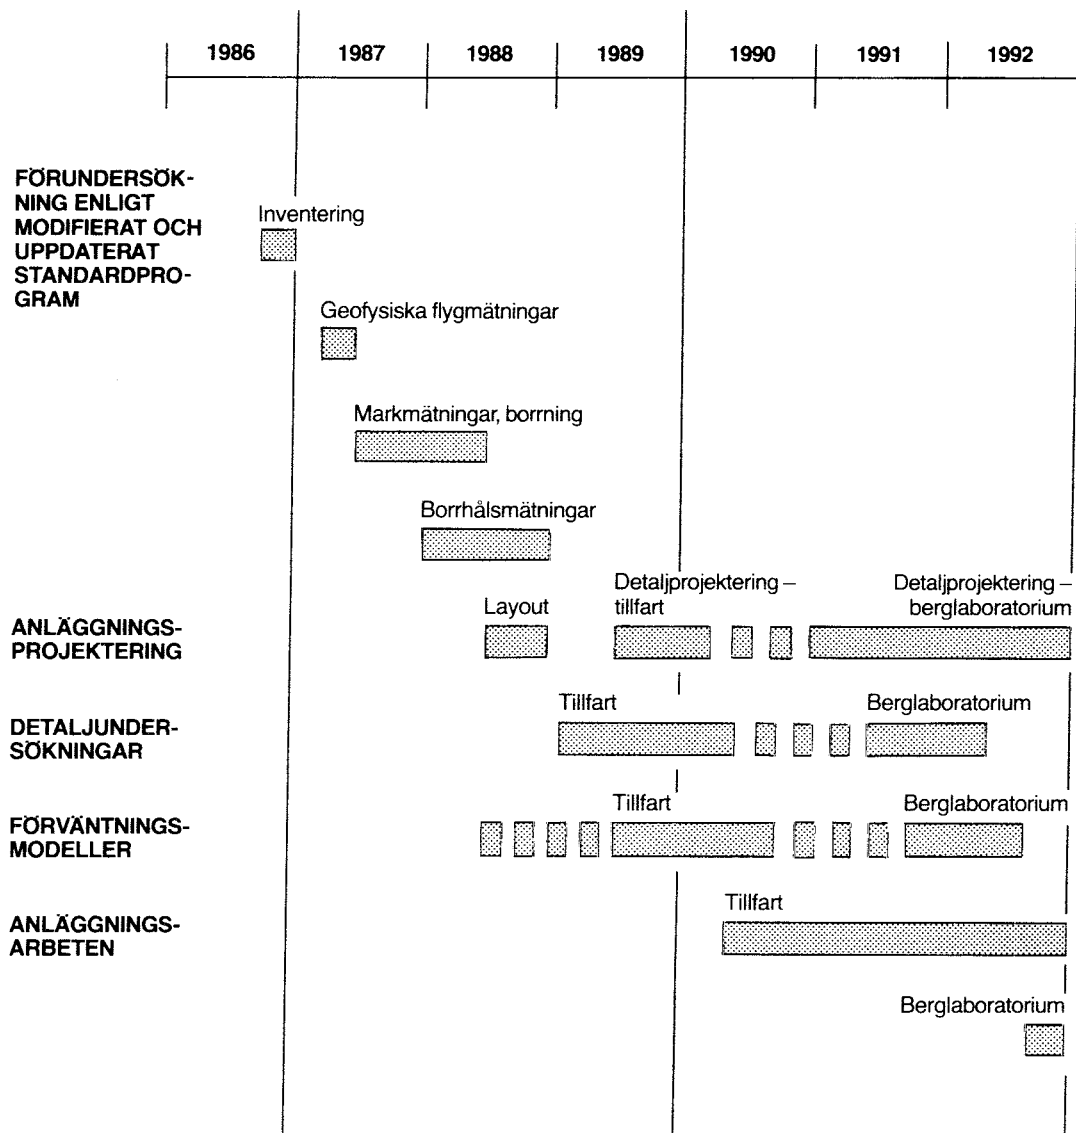 1986 1987 1988 1989 1990 1991 1992
FÖRUNDERSÖK-
NING ENLIGT
MODIFIERAT OCH
UPPDATERAT
STANDARDPRO-
GRAM
Inventering
Geofysiska flygmätningar
Markmätningar, borrning
Borrhålsmätningar
ANLÄGGNINGS-
PROJEKTERING
Layout
Detaljprojektering –
tillfart
Detaljprojektering –
berglaboratorium
DETALJUNDER-
SÖKNINGAR
Tillfart
Berglaboratorium
FÖRVÄNTNINGS-
MODELLER
Tillfart
Berglaboratorium
ANLÄGGNINGS-
ARBETEN
Tillfart
Berglaboratorium